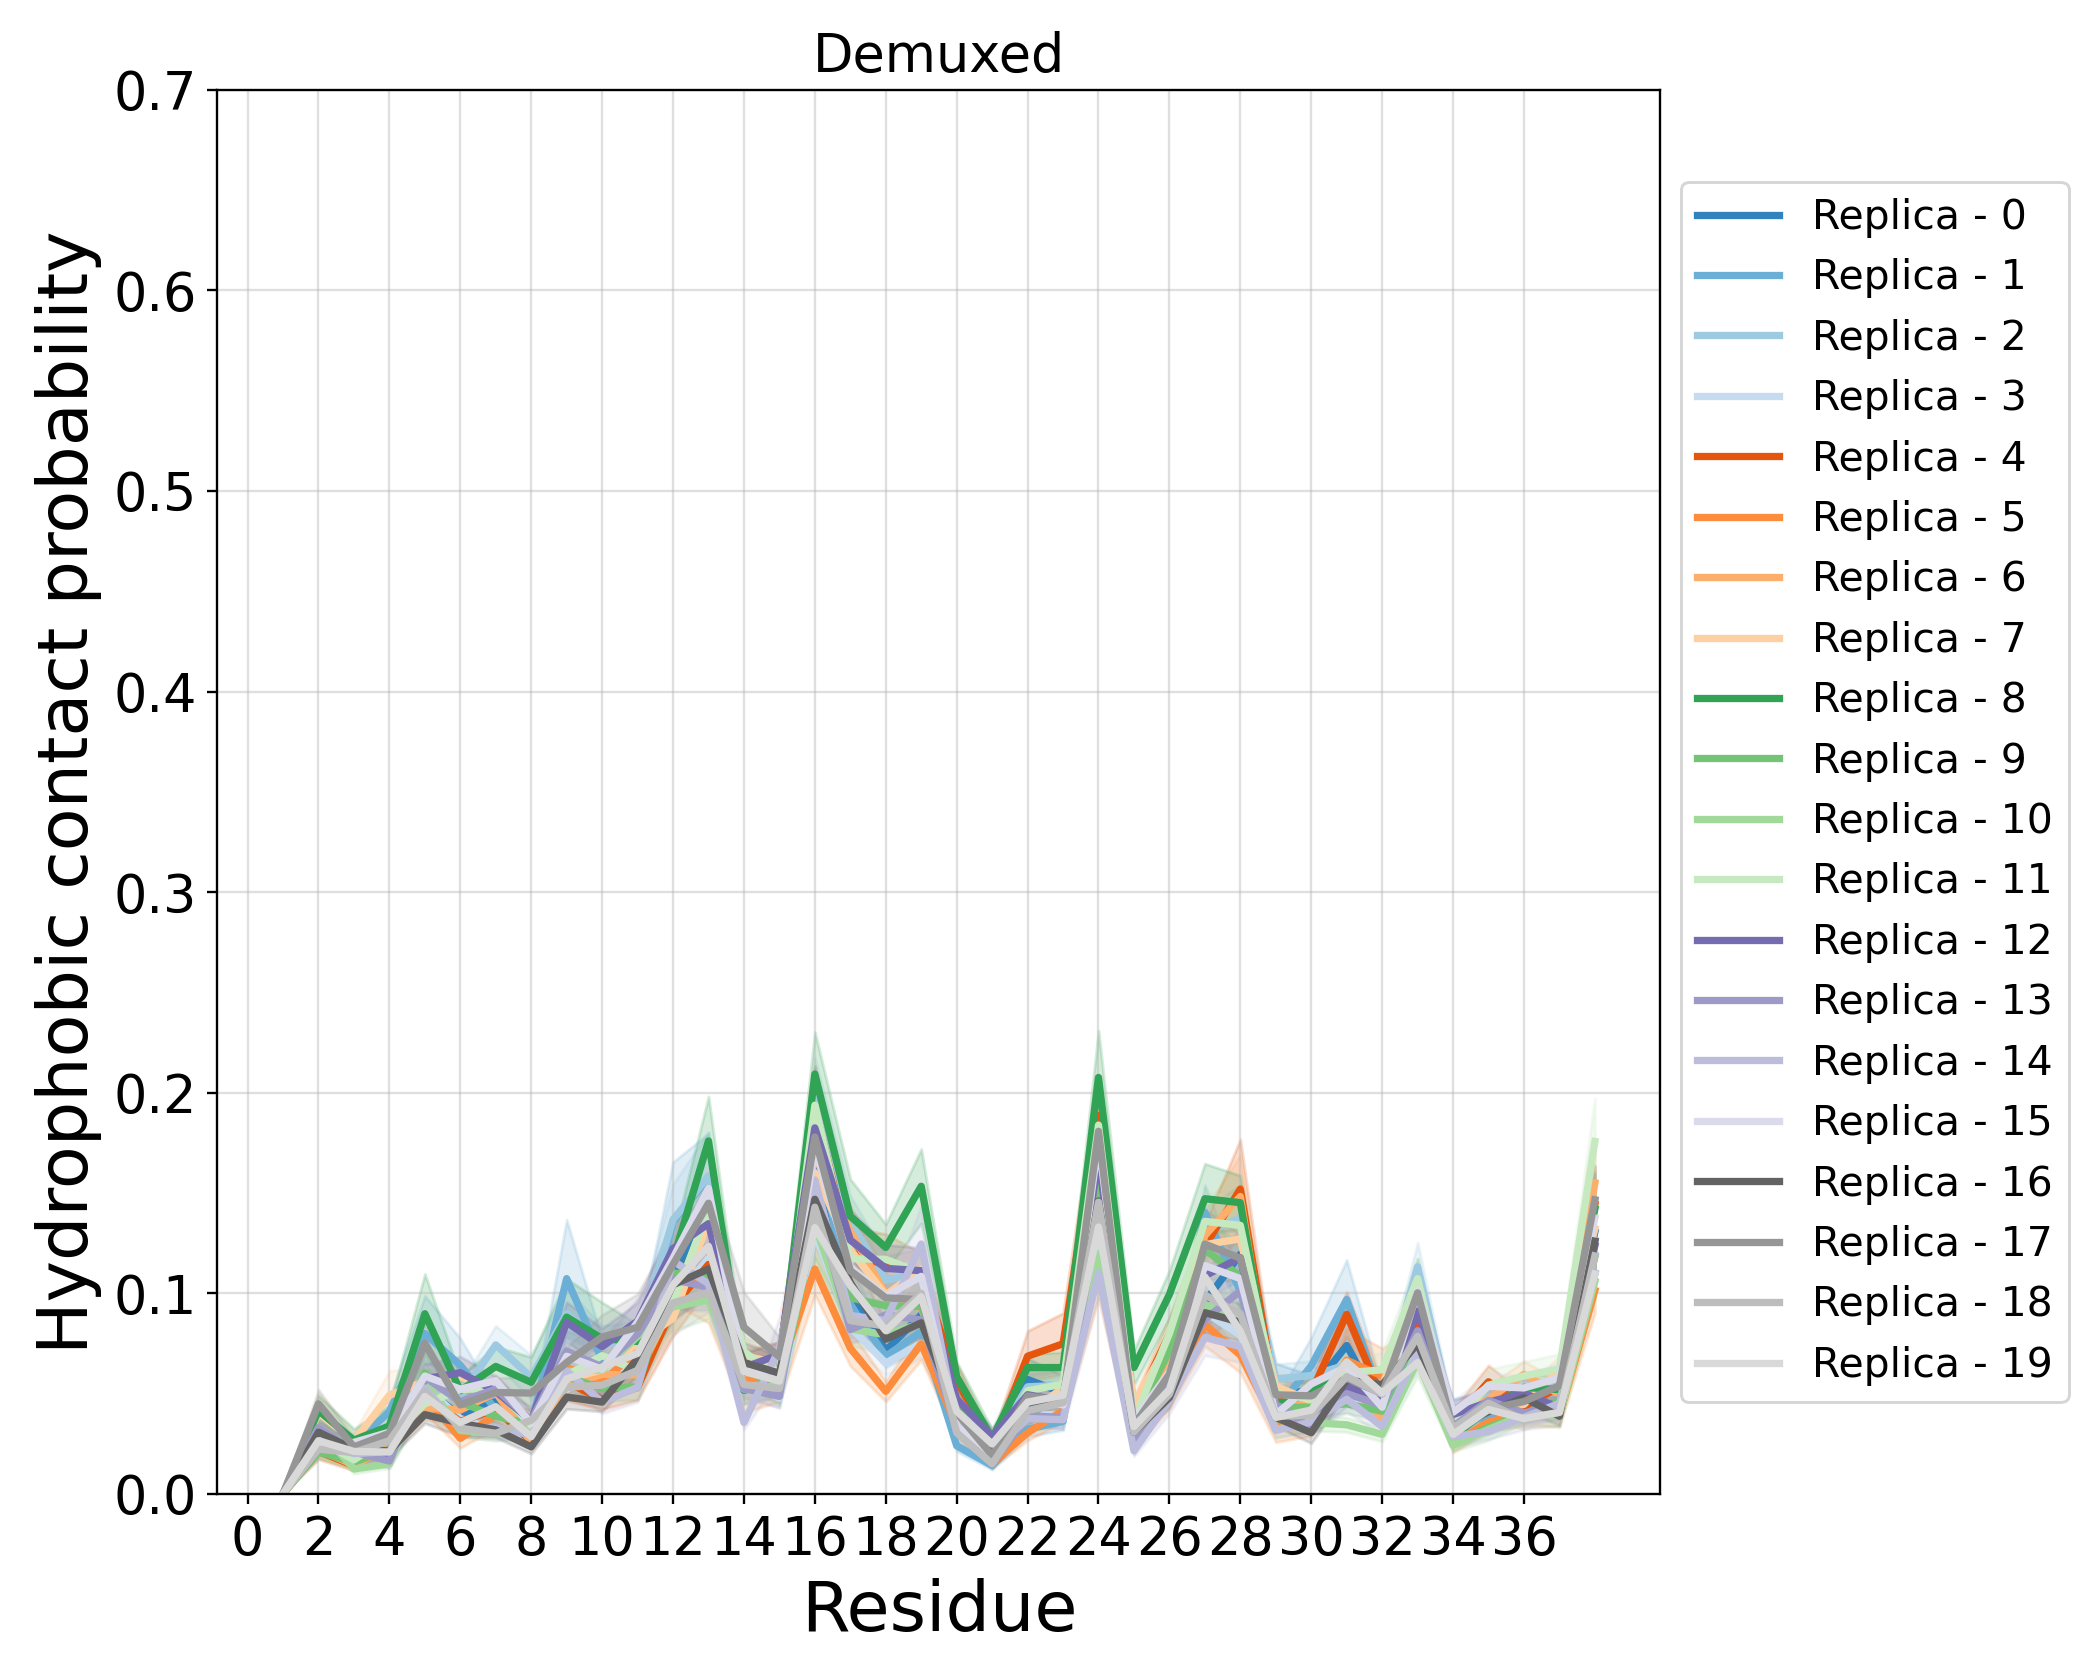 Demuxed
Hydrophobic contact probability
0.7
0.6
0.5
0.4
0.3
0.2
0.1
0.0
0 2 4 6 8 10 12 14 16 18 20 22 24 26 28 30 32 34 36
Residue
Replica - 0
Replica - 1
Replica - 2
Replica - 3
Replica - 4
Replica - 5
Replica - 6
Replica - 7
Replica - 8
Replica - 9
Replica - 10
Replica - 11
Replica - 12
Replica - 13
Replica - 14
Replica - 15
Replica - 16
Replica - 17
Replica - 18
Replica - 19